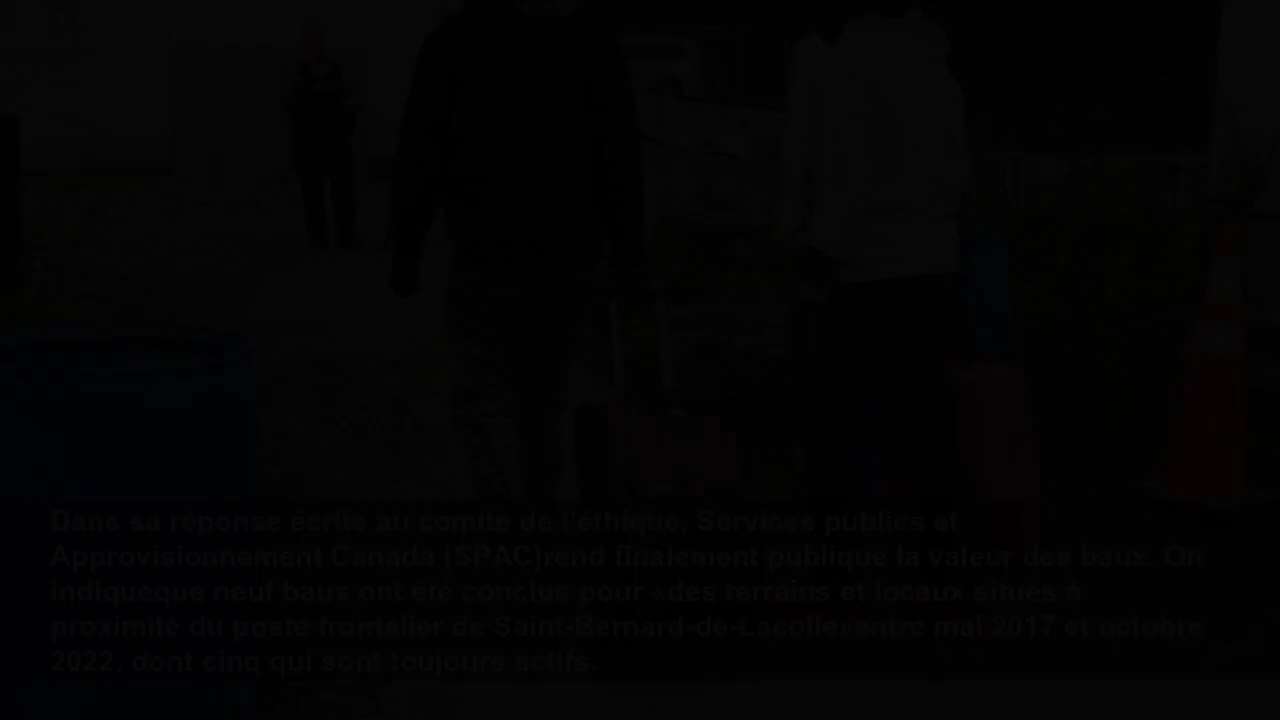 Dans sa réponse écrite au comité de l'éthique, Services publics et
Approvisionnement Canada (SPAC)rend finalement publique la valeur des baux. On
indiqueque neuf baux ont été conclus pour «des terrains et locaux situés à
proximité du poste frontalier de Saint-Bernard-de-Lacolle»entre mai 2017 et octobre
2022, dont cinq qui sont toujours actifs.